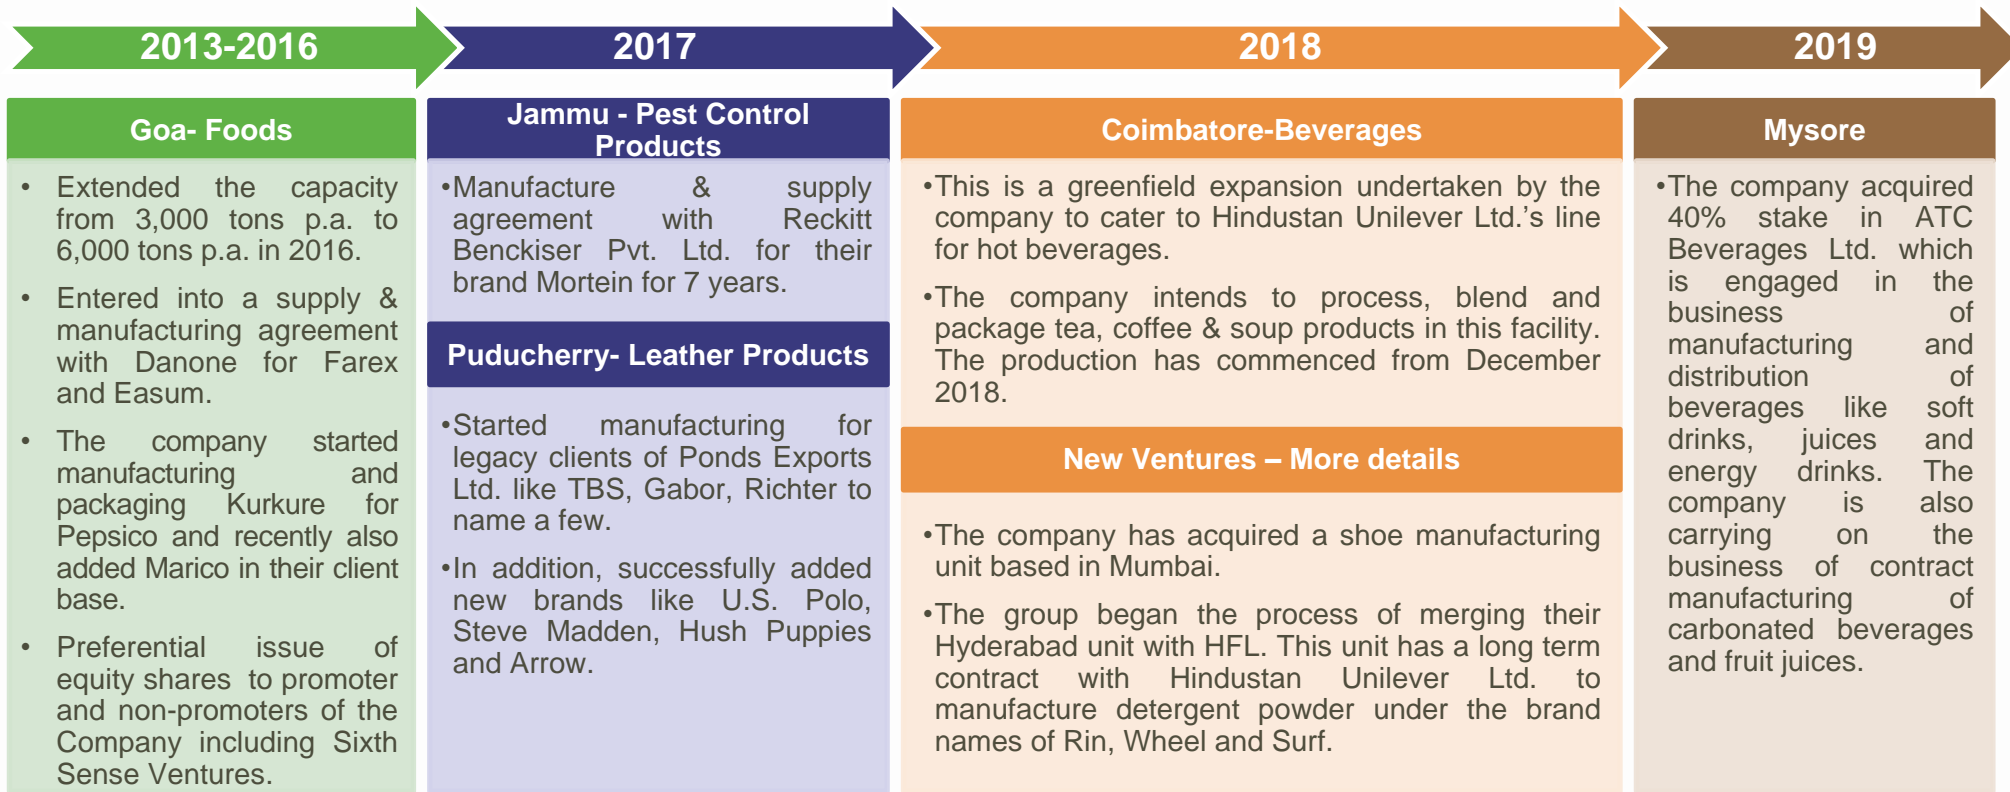 2013-2016
2017
2018
2019
Goa- Foods
• Extended the capacity
from 3,000 tons p.a. to
6,000 tons p.a. in 2016.
• Entered into a supply &
manufacturing agreement
with Danone for Farex
and Easum.
• The company started
manufacturing and
packaging Kurkure for
Pepsico and recently also
added Marico in their client
base.
• Preferential issue of
equity shares to promoter
and non-promoters of the
Company including Sixth
Sense Ventures.
Jammu - Pest Control
Products
•Manufacture & supply
agreement with Reckitt
Benckiser Pvt. Ltd. for their
brand Mortein for 7 years.
Puducherry- Leather Products
•Started manufacturing for
legacy clients of Ponds Exports
Ltd. like TBS, Gabor, Richter to
name a few.
•In addition, successfully added
new brands like U.S. Polo,
Steve Madden, Hush Puppies
and Arrow.
Coimbatore-Beverages
•This is a greenfield expansion undertaken by the
company to cater to Hindustan Unilever Ltd.’s line
for hot beverages.
•The company intends to process, blend and
package tea, coffee & soup products in this facility.
The production has commenced from December
2018.
New Ventures – More details
•The company has acquired a shoe manufacturing
unit based in Mumbai.
•The group began the process of merging their
Hyderabad unit with HFL. This unit has a long term
contract with Hindustan Unilever Ltd. to
manufacture detergent powder under the brand
names of Rin, Wheel and Surf.
Mysore
•The company acquired
40% stake in ATC
Beverages Ltd. which
is engaged in the
business of
manufacturing and
distribution of
beverages like soft
drinks, juices and
energy drinks. The
company is also
carrying on the
business of contract
manufacturing of
carbonated beverages
and fruit juices.